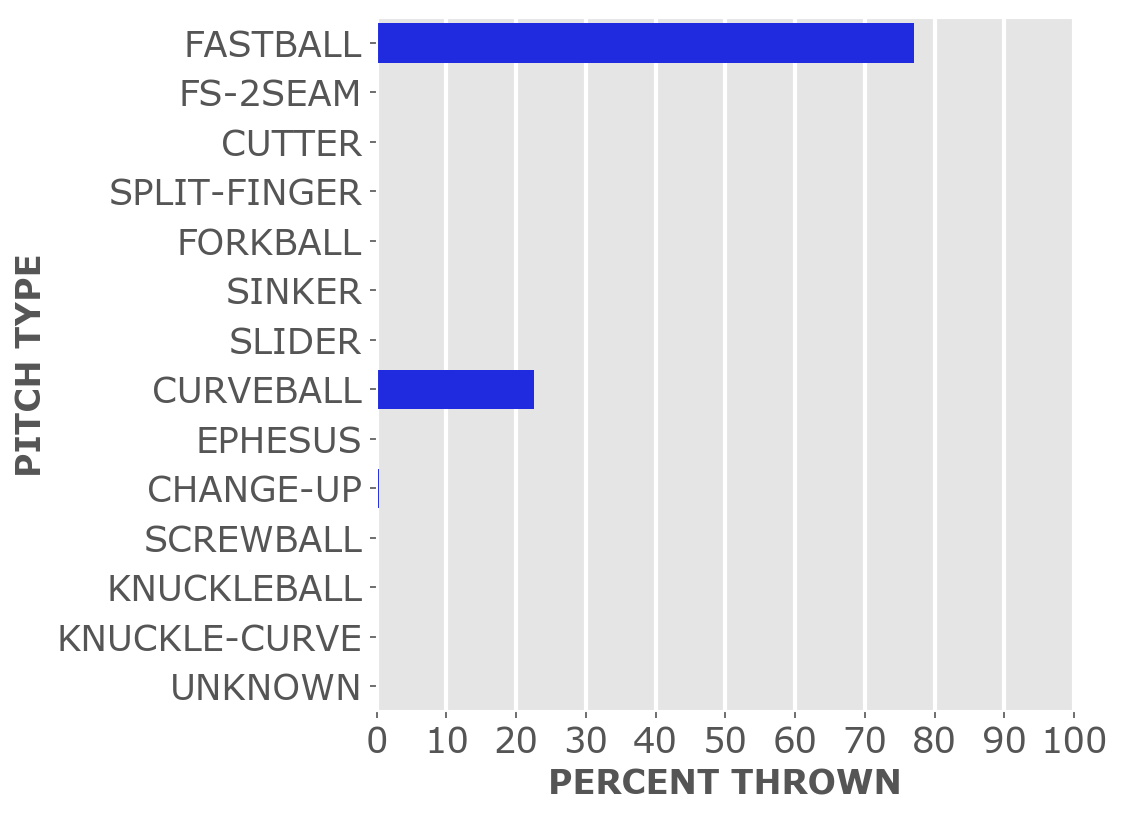 FASTBALL
FS-2SEAM
CUTTER
SPLIT-FINGER
FORKBALL
SINKER
SLIDER
CURVEBALL
EPHESUS
CHANGE-UP
SCREWBALL
KNUCKLEBALL
KNUCKLE-CURVE
UNKNOWN
PITCH TYPE
0 10 20 30 40 50 60 70 80 90 100
PERCENT THROWN